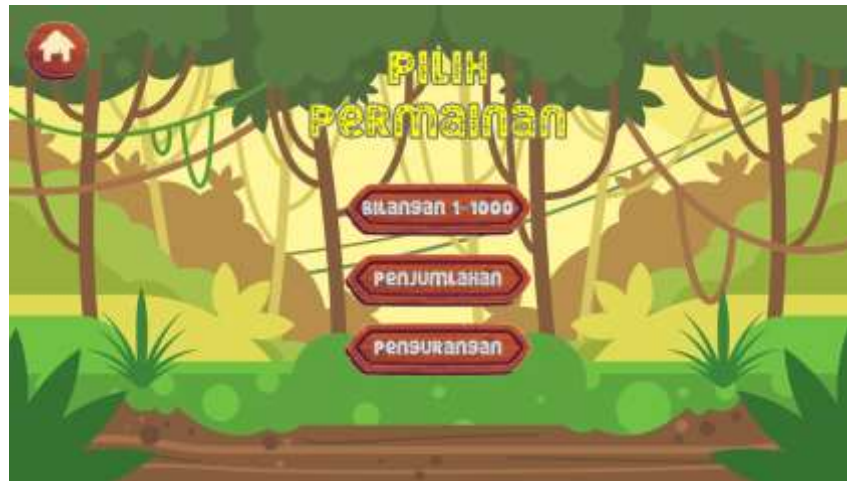 PILIH
PERMAINAN
BILANGAN 1-1000
PENJUMLAHAN
PENGURANGAN